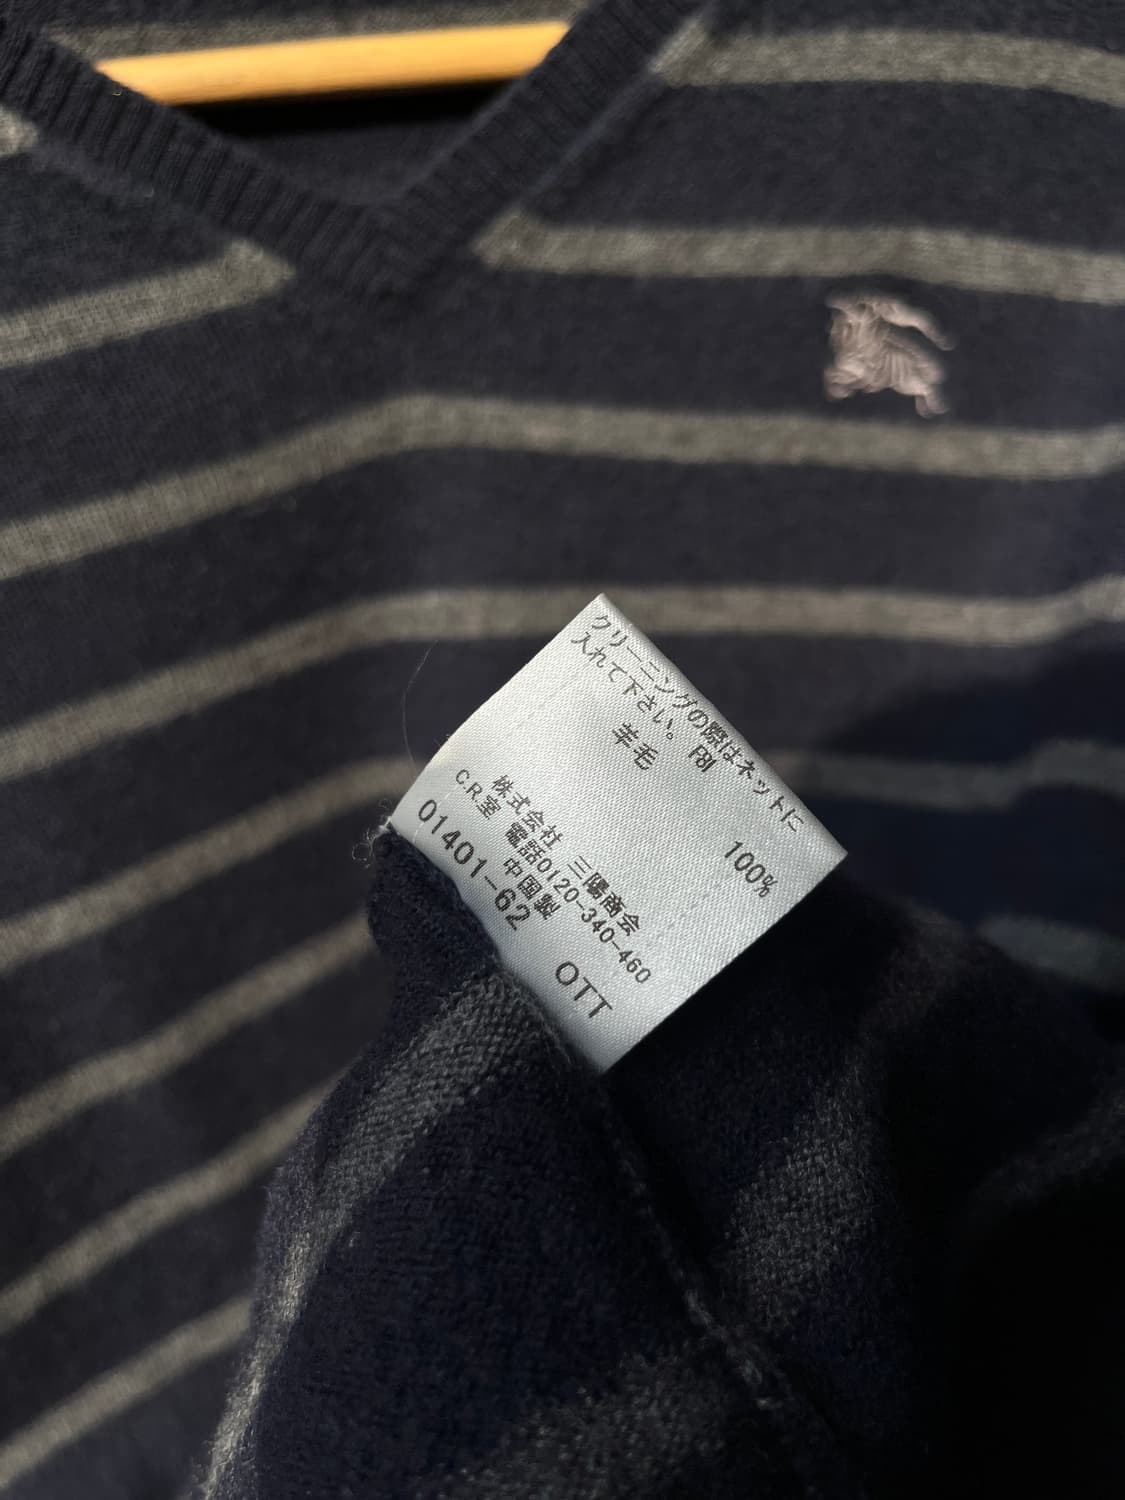 クリーニングの際はネットに
入れて下さい。 F8I
羊毛 100%
株式会社 三陽商会
C.R室 電話0120-340-460
中国製
01401-62 OTT